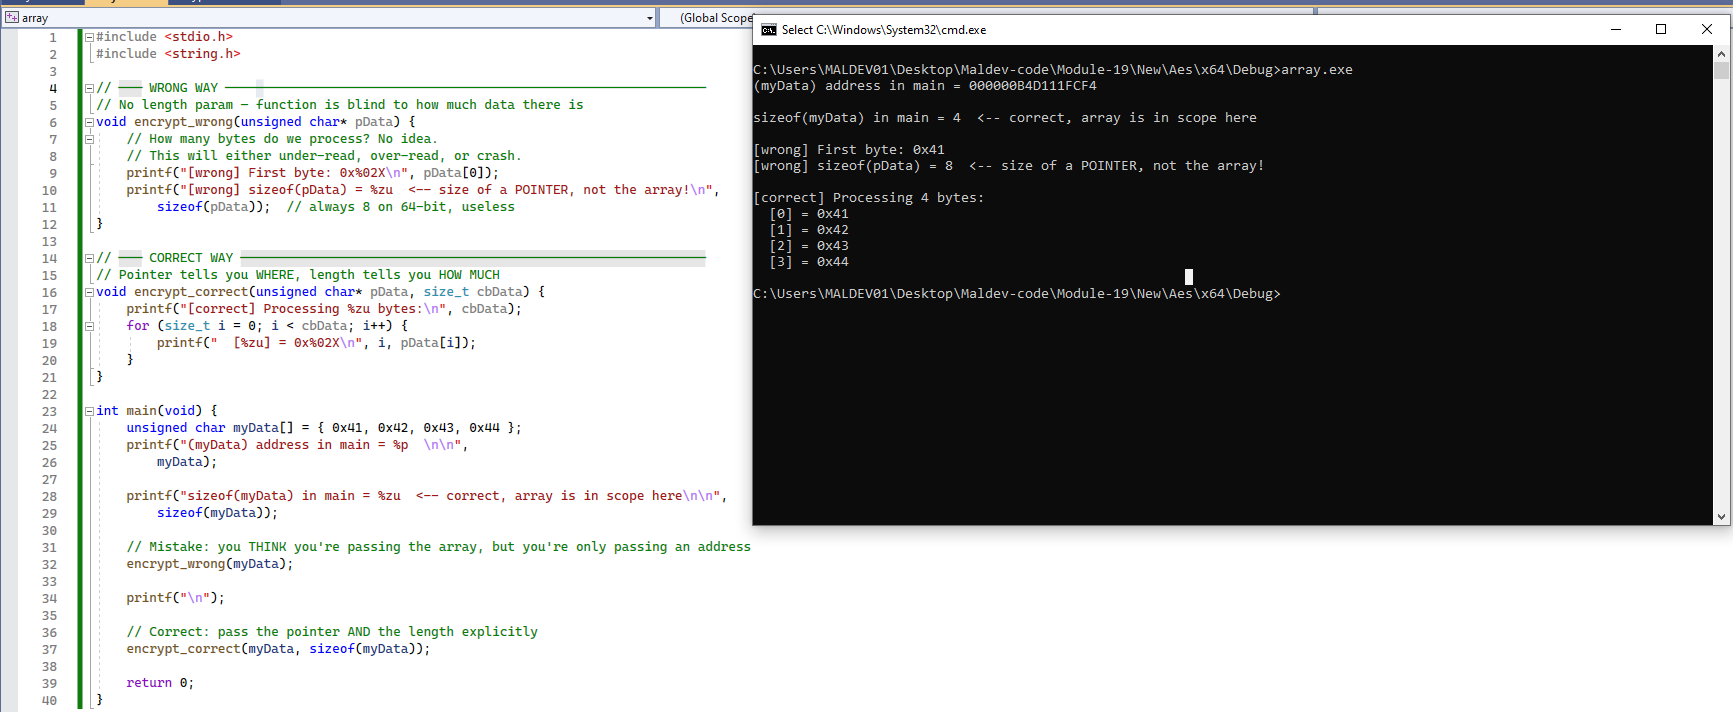 array
(Global Scope
1 #include <stdio.h>
2 #include <string.h>
3
4 // ─── WRONG WAY ────────────────────────────────
5 // No length param — function is blind to how much data there is
6 void encrypt_wrong(unsigned char* pData) {
7 // How many bytes do we process? No idea.
8 // This will either under-read, over-read, or crash.
9 printf("[wrong] First byte: 0x%02X\n", pData[0]);
10 printf("[wrong] sizeof(pData) = %zu  <-- size of a POINTER, not the array!\n",
11 sizeof(pData));  // always 8 on 64-bit, useless
12 }
13
14 // ─── CORRECT WAY ────────────────────────────────
15 // Pointer tells you WHERE, length tells you HOW MUCH
16 void encrypt_correct(unsigned char* pData, size_t cbData) {
17 printf("[correct] Processing %zu bytes:\n", cbData);
18 for (size_t i = 0; i < cbData; i++) {
19 printf("  [%zu] = 0x%02X\n", i, pData[i]);
20 }
21 }
22
23 int main(void) {
24 unsigned char myData[] = { 0x41, 0x42, 0x43, 0x44 };
25 printf("(myData) address in main = %p  \n\n",
26 myData);
27
28 printf("sizeof(myData) in main = %zu  <-- correct, array is in scope here\n\n",
29 sizeof(myData));
30
31 // Mistake: you THINK you're passing the array, but you're only passing an address
32 encrypt_wrong(myData);
33
34 printf("\n");
35
36 // Correct: pass the pointer AND the length explicitly
37 encrypt_correct(myData, sizeof(myData));
38
39 return 0;
40 }
Select C:\Windows\System32\cmd.exe
C:\Users\MALDEV01\Desktop\Maldev-code\Module-19\New\Aes\x64\Debug>array.exe
(myData) address in main = 000000B4D111FCF4
sizeof(myData) in main = 4  <-- correct, array is in scope here
[wrong] First byte: 0x41
[wrong] sizeof(pData) = 8  <-- size of a POINTER, not the array!
[correct] Processing 4 bytes:
[0] = 0x41
[1] = 0x42
[2] = 0x43
[3] = 0x44
C:\Users\MALDEV01\Desktop\Maldev-code\Module-19\New\Aes\x64\Debug>